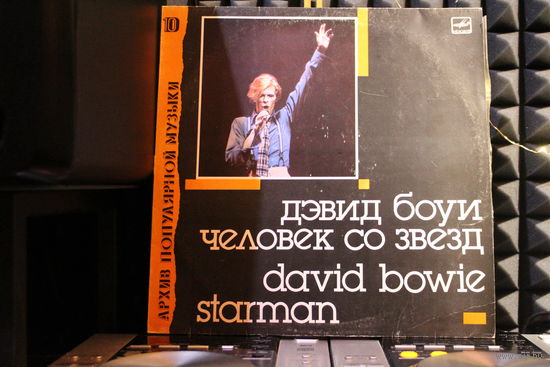 10
АРХИВ ПОПУЛЯРНОЙ МУЗЫКИ
дэвид боуи
человек со звезд
david bowie
starman